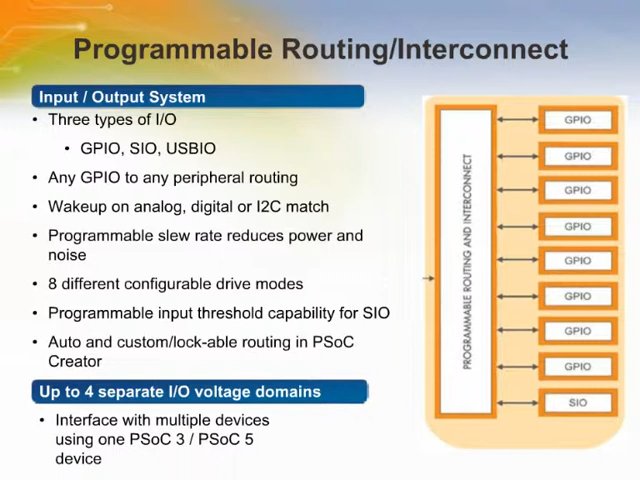 Programmable Routing/Interconnect
Input / Output System
• Three types of I/O
• GPIO, SIO, USBIO
• Any GPIO to any peripheral routing
• Wakeup on analog, digital or I2C match
• Programmable slew rate reduces power and
noise
• 8 different configurable drive modes
• Programmable input threshold capability for SIO
• Auto and custom/lock-able routing in PSoC
Creator
Up to 4 separate I/O voltage domains
• Interface with multiple devices
using one PSoC 3 / PSoC 5
device
PROGRAMMABLE ROUTING AND INTERCONNECT
GPIO
GPIO
GPIO
GPIO
GPIO
GPIO
GPIO
GPIO
SIO